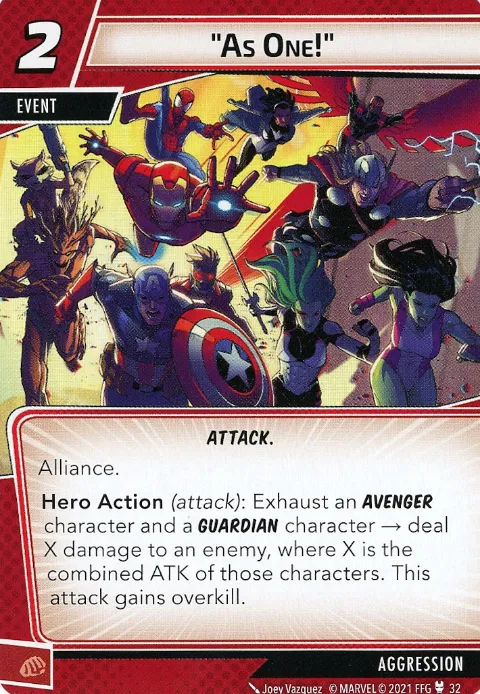 2
"As One!"
EVENT
ATTACK.
Alliance.
Hero Action (attack): Exhaust an AVENGER
character and a GUARDIAN character → deal
X damage to an enemy, where X is the
combined ATK of those characters. This
attack gains overkill.
AGGRESSION
Joey Vazquez © MARVEL © 2021 FFG 32